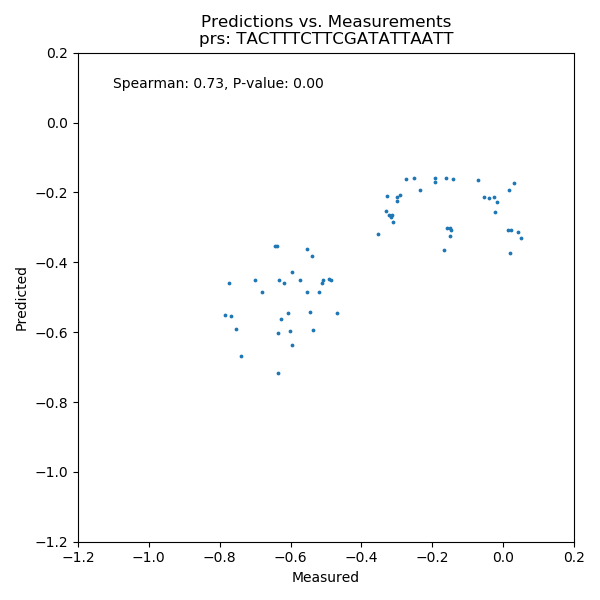 Predictions vs. Measurements
prs: TACTTTCTTCGATATTAATT
Spearman: 0.73, P-value: 0.00
0.2
0.0
−0.2
−0.4
−0.6
−0.8
−1.0
−1.2
Predicted
−1.2 −1.0 −0.8 −0.6 −0.4 −0.2 0.0 0.2
Measured